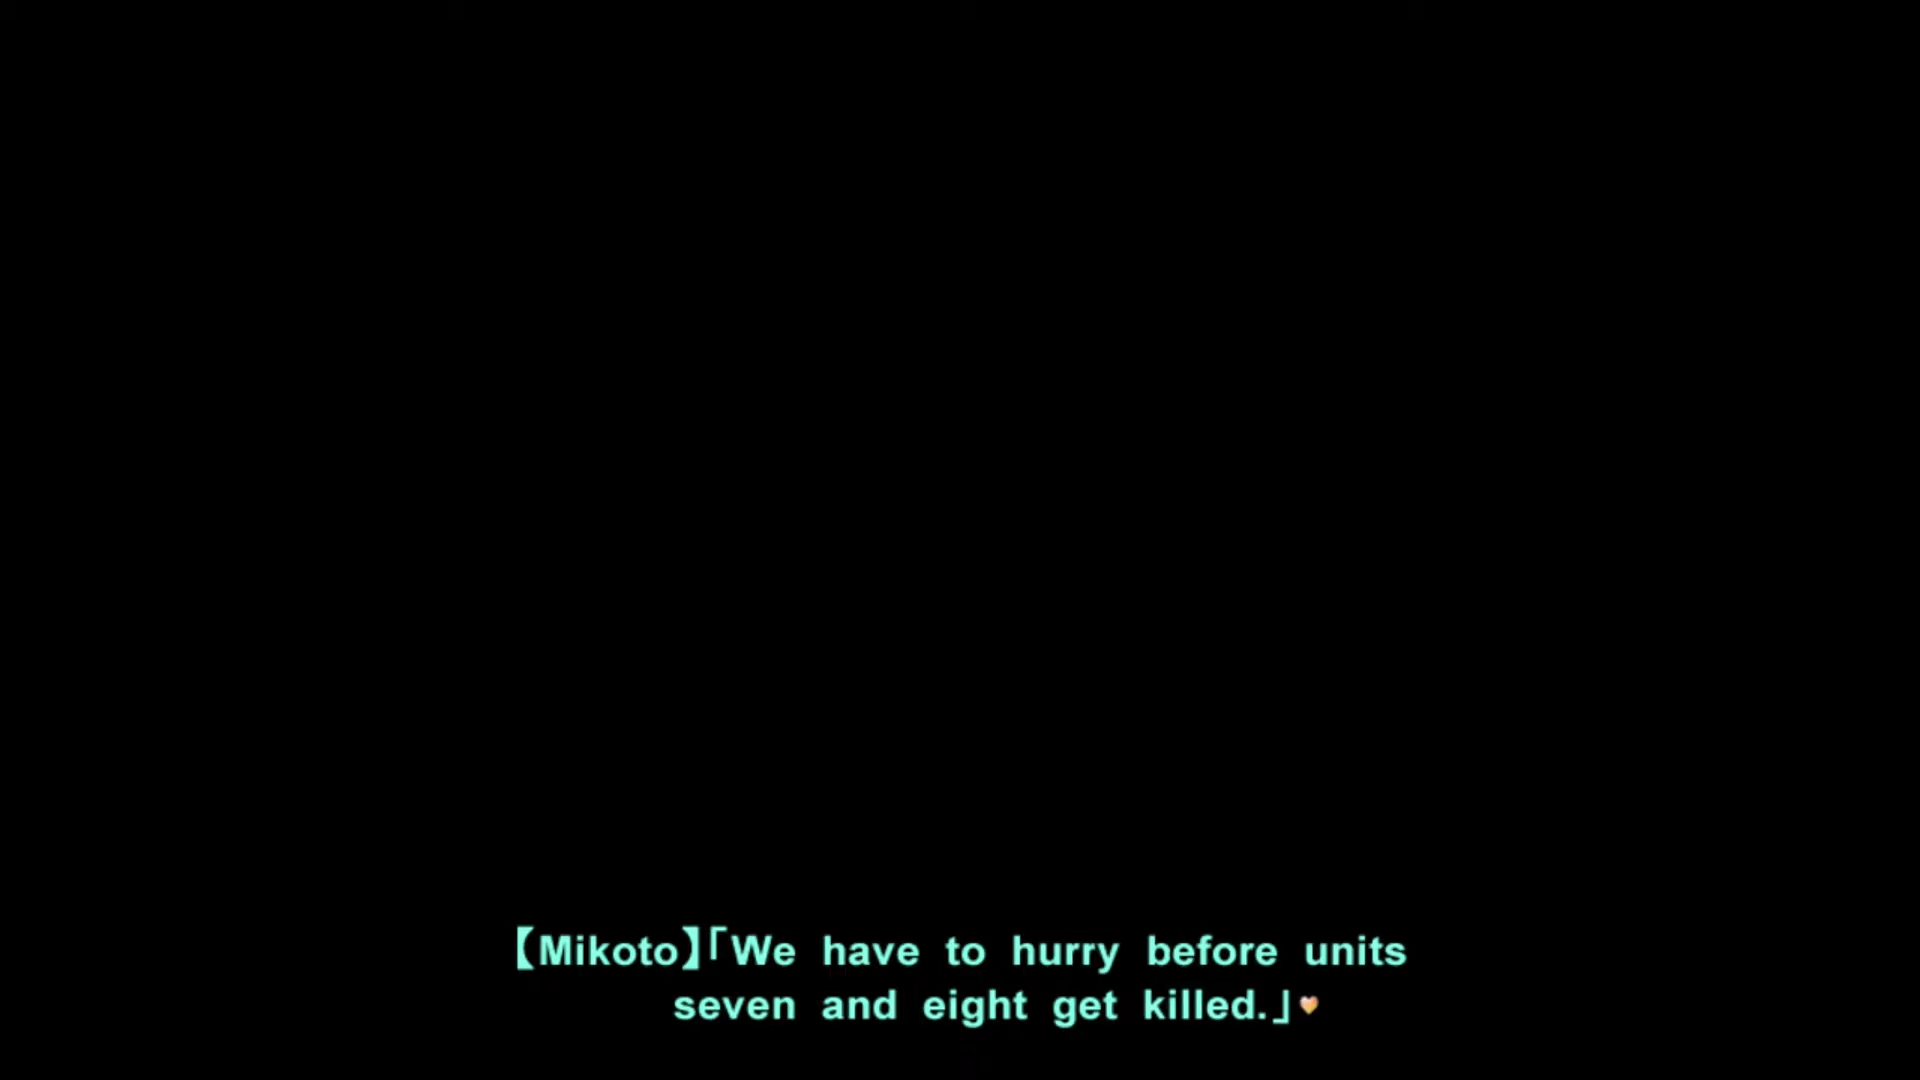 【Mikoto】「We have to hurry before units
seven and eight get killed.」